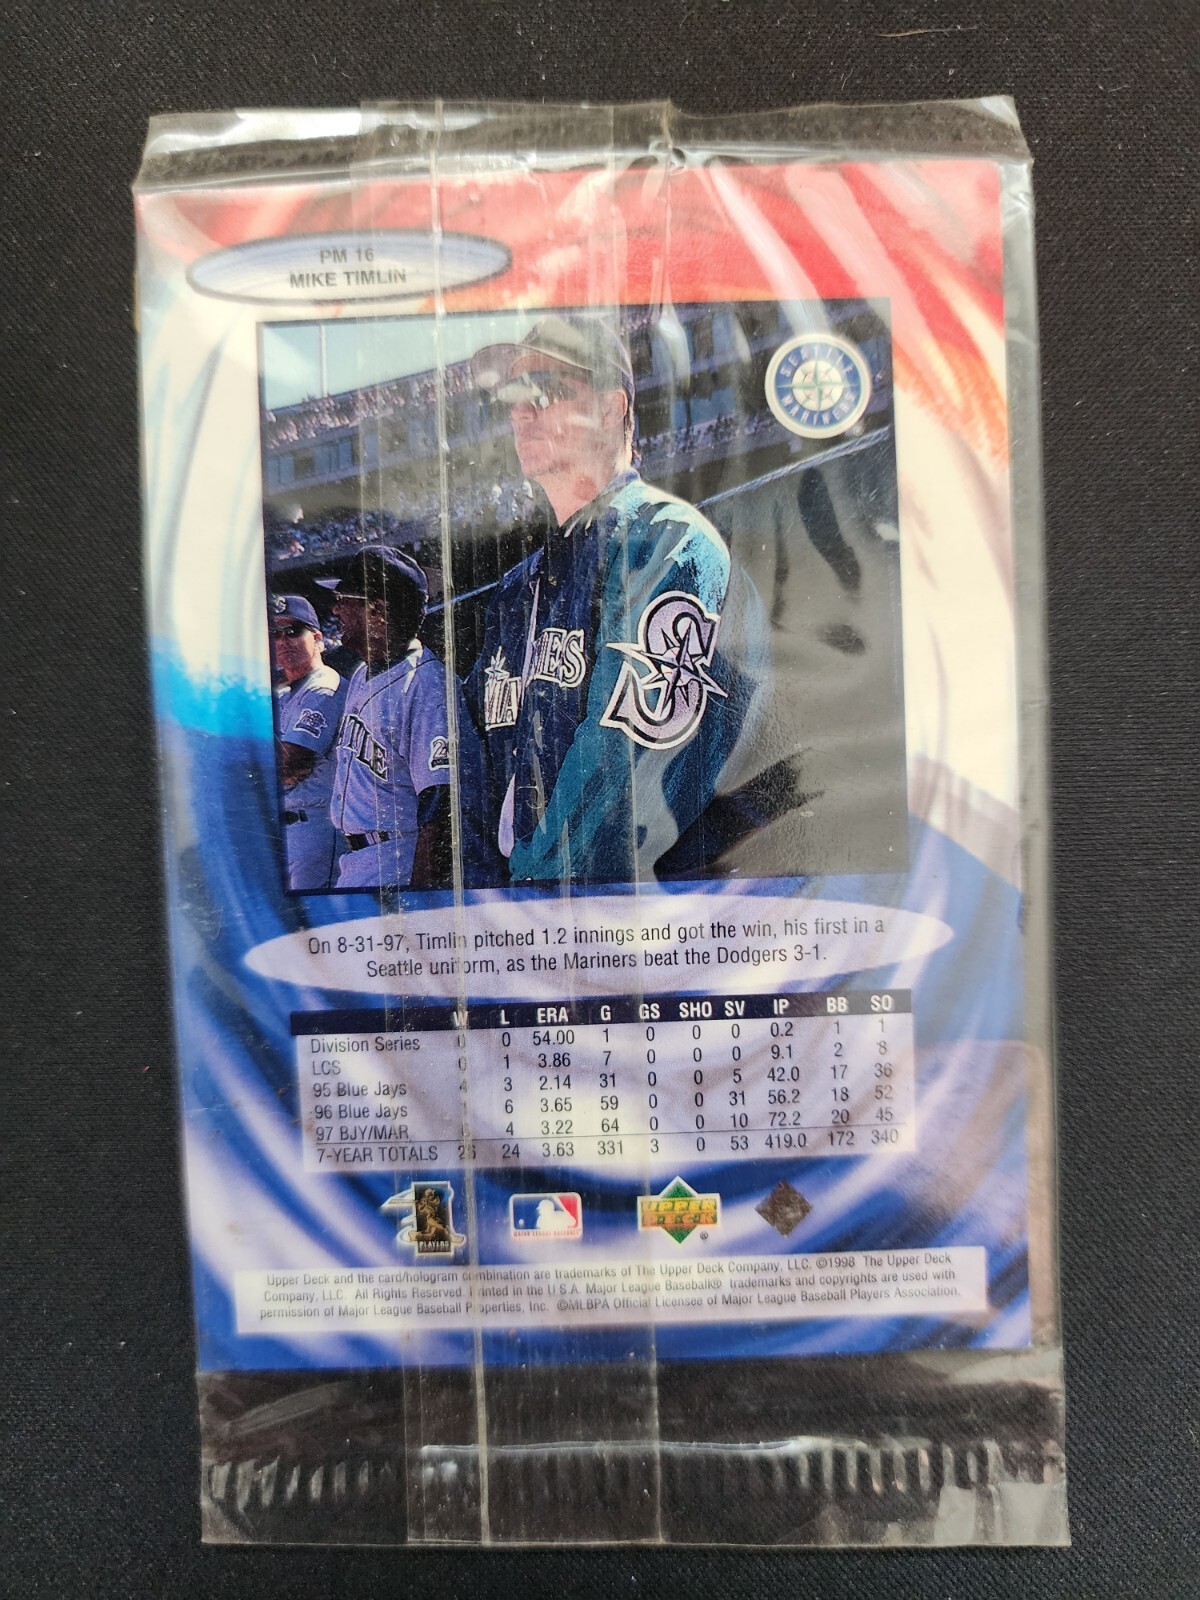 PM 16
MIKE TIMLIN
SEATTLE
MARINERS
On 8-31-97, Timlin pitched 1.2 innings and got the win, his first in a
Seattle uniform, as the Mariners beat the Dodgers 3-1.
W L ERA G GS SHO SV IP BB SO
Division Series 0 0 54.00 1 0 0 0 0.2 1 1
LCS 0 1 3.86 7 0 0 0 9.1 2 8
95 Blue Jays 4 3 2.14 31 0 0 5 42.0 17 36
96 Blue Jays 6 3.65 59 0 0 31 56.2 18 52
97 BJY/MAR 4 3.22 64 0 0 10 72.2 20 45
7-YEAR TOTALS 24 3.63 331 3 0 53 419.0 172 340
PLAYERS
MAJOR LEAGUE BASEBALL
UPPER
DECK
®
Upper Deck and the card/hologram combination are trademarks of The Upper Deck Company, LLC. ©1998 The Upper Deck
Company, LLC. All Rights Reserved. Printed in the U.S.A. Major League Baseball® trademarks and copyrights are used with
permission of Major League Baseball Properties, Inc. ©MLBPA Official Licensee of Major League Baseball Players Association.